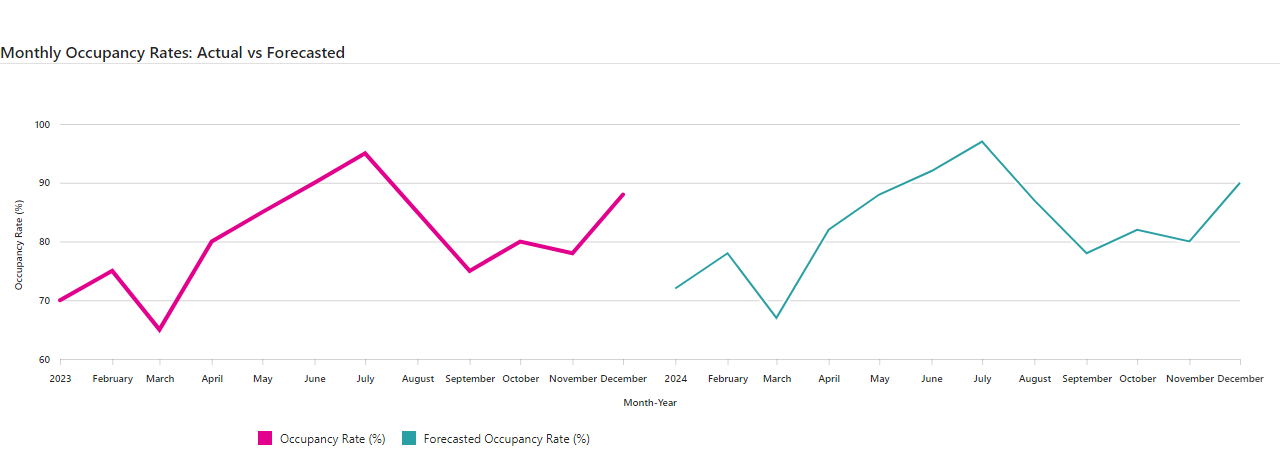 Monthly Occupancy Rates: Actual vs Forecasted
100
90
80
70
60
Occupancy Rate (%)
2023 February March April May June July August September October November December 2024 February March April May June July August September October November December
Month-Year
Occupancy Rate (%) Forecasted Occupancy Rate (%)